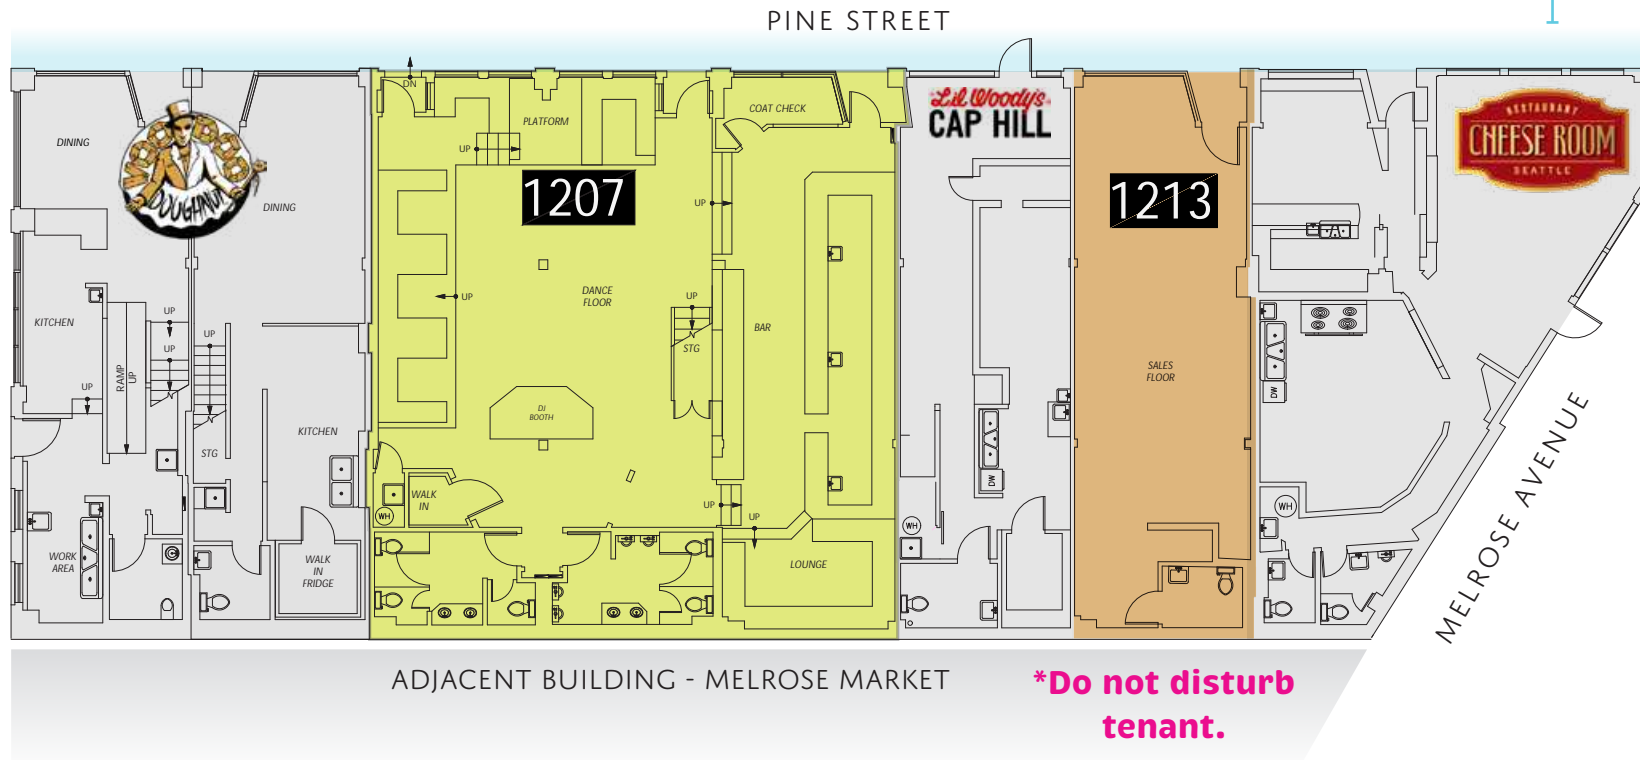 PINE STREET
DN
DINING
VOODOO
DOUGHNUT
DINING
KITCHEN
UP
UP
RAMP
UP
UP
UP
STG
KITCHEN
WORK
AREA
WALK
IN
FRIDGE
PLATFORM
UP
1207
COAT CHECK
UP
UP
DANCE
FLOOR
UP
STG
BAR
DJ
BOOTH
WALK
IN
WH
UP
UP
LOUNGE
Lil Woody's
CAP HILL
DW
WH
1213
SALES
FLOOR
RESTAURANT
CHEESE ROOM
SEATTLE
DW
WH
MELROSE AVENUE
ADJACENT BUILDING - MELROSE MARKET
*Do not disturb
tenant.